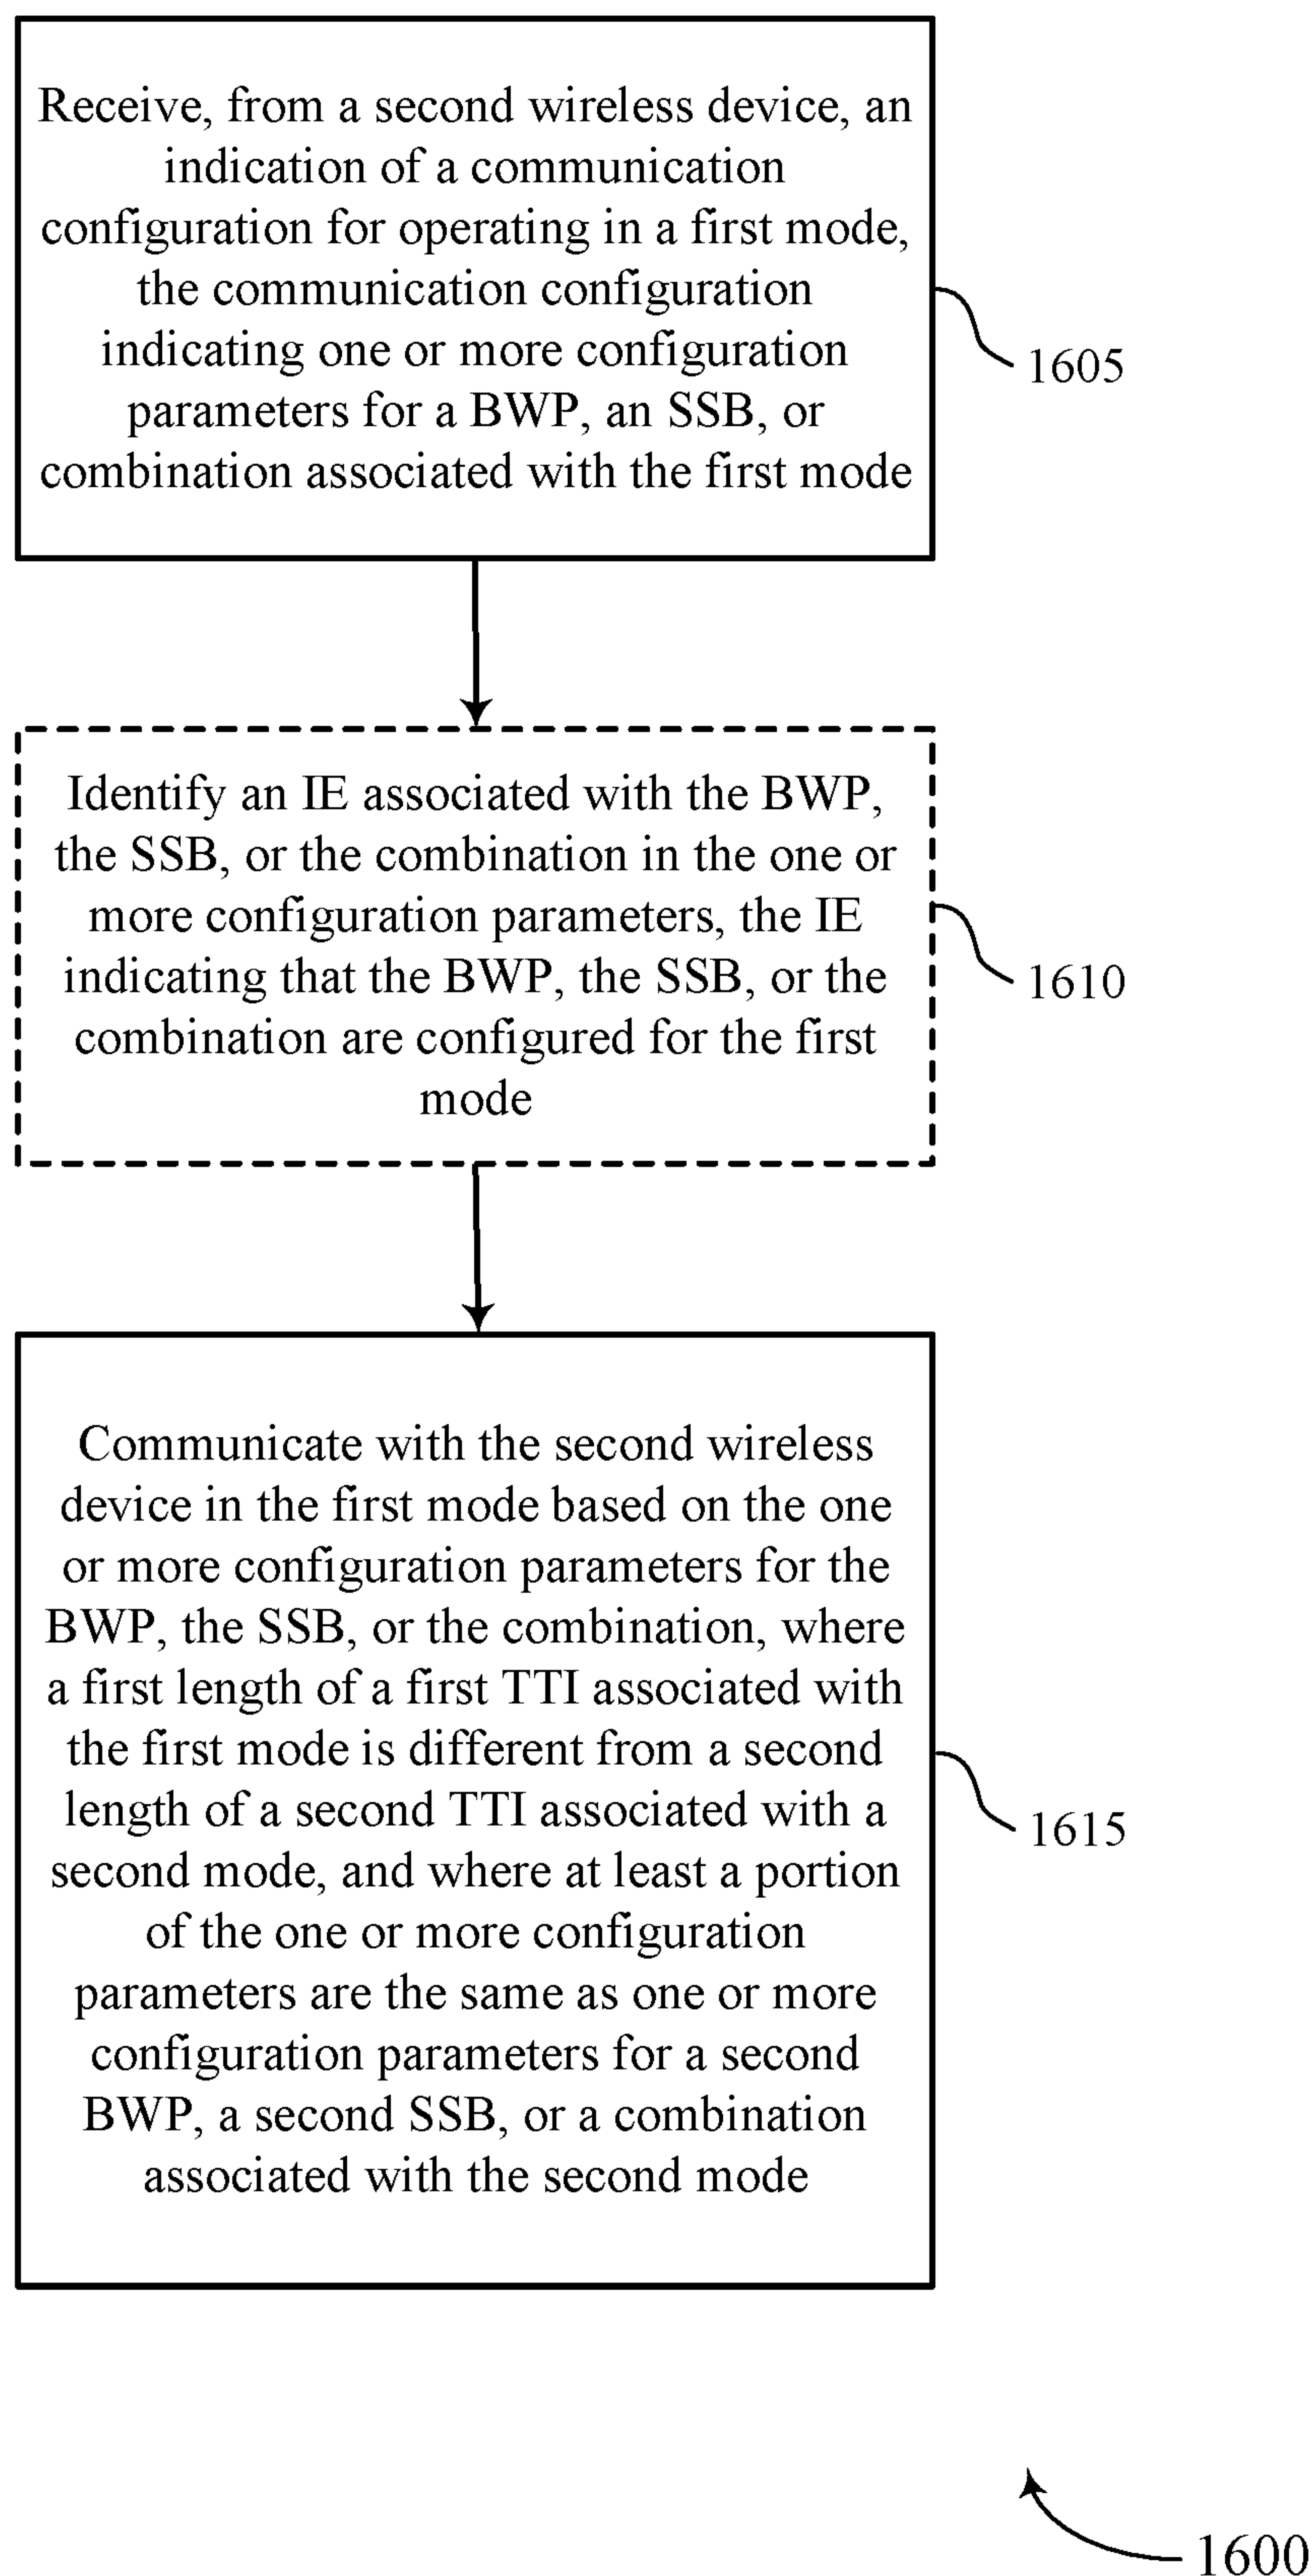 Receive, from a second wireless device, an
indication of a communication
configuration for operating in a first mode,
the communication configuration
indicating one or more configuration
parameters for a BWP, an SSB, or
combination associated with the first mode
1605
Identify an IE associated with the BWP,
the SSB, or the combination in the one or
more configuration parameters, the IE
indicating that the BWP, the SSB, or the
combination are configured for the first
mode
1610
Communicate with the second wireless
device in the first mode based on the one
or more configuration parameters for the
BWP, the SSB, or the combination, where
a first length of a first TTI associated with
the first mode is different from a second
length of a second TTI associated with a
second mode, and where at least a portion
of the one or more configuration
parameters are the same as one or more
configuration parameters for a second
BWP, a second SSB, or a combination
associated with the second mode
1615
1600